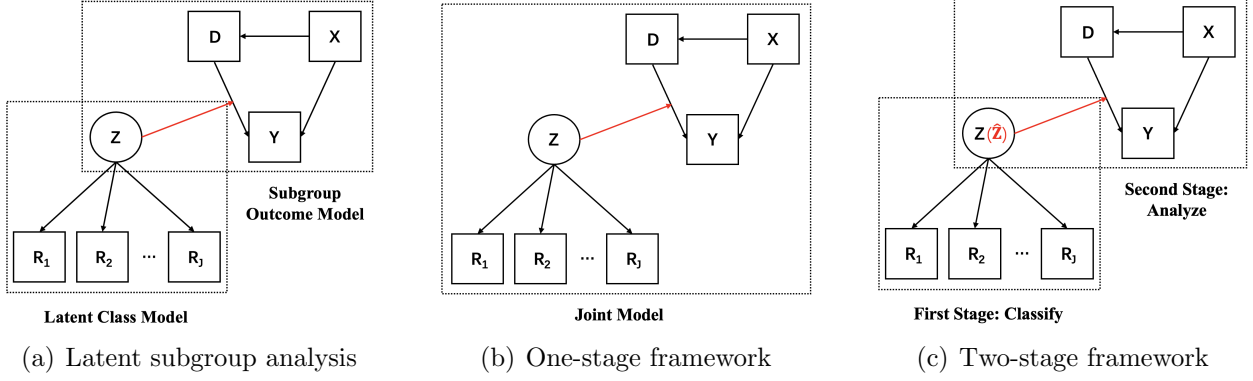 D
X
Z
Y
Subgroup
Outcome Model
R1
R2
...
RJ
Latent Class Model
(a) Latent subgroup analysis
D
X
Z
Y
R1
R2
...
RJ
Joint Model
(b) One-stage framework
D
X
Z(Ẑ)
Y
Second Stage:
Analyze
R1
R2
...
RJ
First Stage: Classify
(c) Two-stage framework